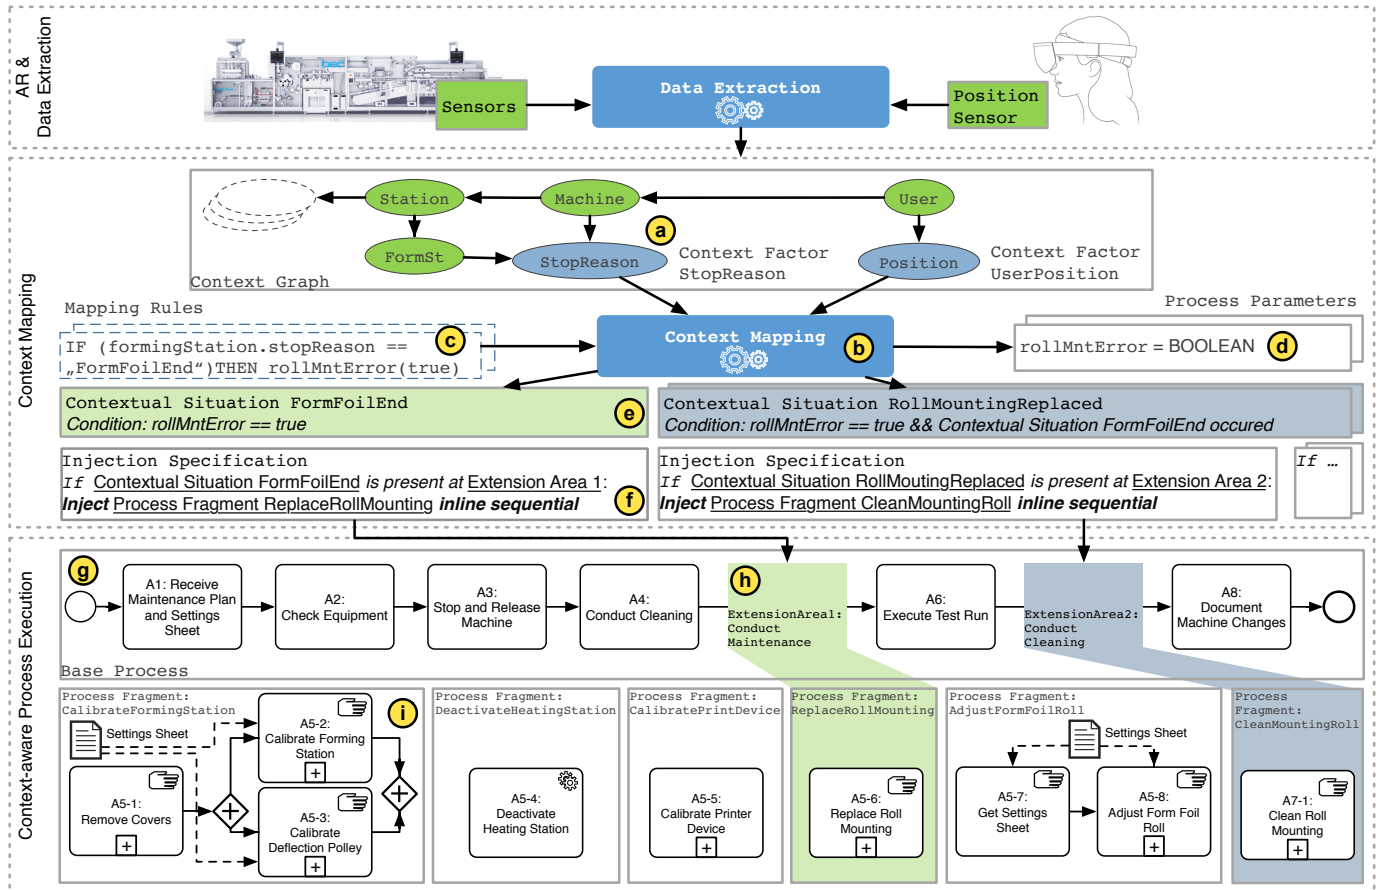 AR &
Data Extraction
Sensors
Data Extraction
Position
Sensor
Context Mapping
Station
Machine
User
a
FormSt
StopReason
Context Factor
StopReason
Position
Context Factor
UserPosition
Context Graph
Mapping Rules
Process Parameters
IF (formingStation.stopReason ==
„FormFoilEnd“)THEN rollMntError(true)
c
Context Mapping
b
rollMntError = BOOLEAN
d
Contextual Situation FormFoilEnd
Condition: rollMntError == true
e
Contextual Situation RollMountingReplaced
Condition: rollMntError == true && Contextual Situation FormFoilEnd occured
Injection Specification
If Contextual Situation FormFoilEnd is present at Extension Area 1:
Inject Process Fragment ReplaceRollMounting inline sequential
f
Injection Specification
If Contextual Situation RollMoutingReplaced is present at Extension Area 2:
Inject Process Fragment CleanMountingRoll inline sequential
If …
Context-aware Process Execution
g
A1: Receive
Maintenance Plan
and Settings
Sheet
A2:
Check Equipment
A3:
Stop and Release
Machine
A4:
Conduct Cleaning
h
ExtensionArea1:
Conduct
Maintenance
A6:
Execute Test Run
ExtensionArea2:
Conduct
Cleaning
A8:
Document
Machine Changes
Base Process
Process Fragment:
CalibrateFormingStation
Settings Sheet
i
A5-1:
Remove Covers
A5-2:
Calibrate Forming
Station
A5-3:
Calibrate
Deflection Polley
Process Fragment:
DeactivateHeatingStation
A5-4:
Deactivate
Heating Station
Process Fragment:
CalibratePrintDevice
A5-5:
Calibrate Printer
Device
Process Fragment:
ReplaceRollMounting
A5-6:
Replace Roll
Mounting
Process Fragment:
AdjustFormFoilRoll
Settings Sheet
A5-7:
Get Settings
Sheet
A5-8:
Adjust Form Foil
Roll
Process
Fragment:
CleanMountingRoll
A7-1:
Clean Roll
Mounting